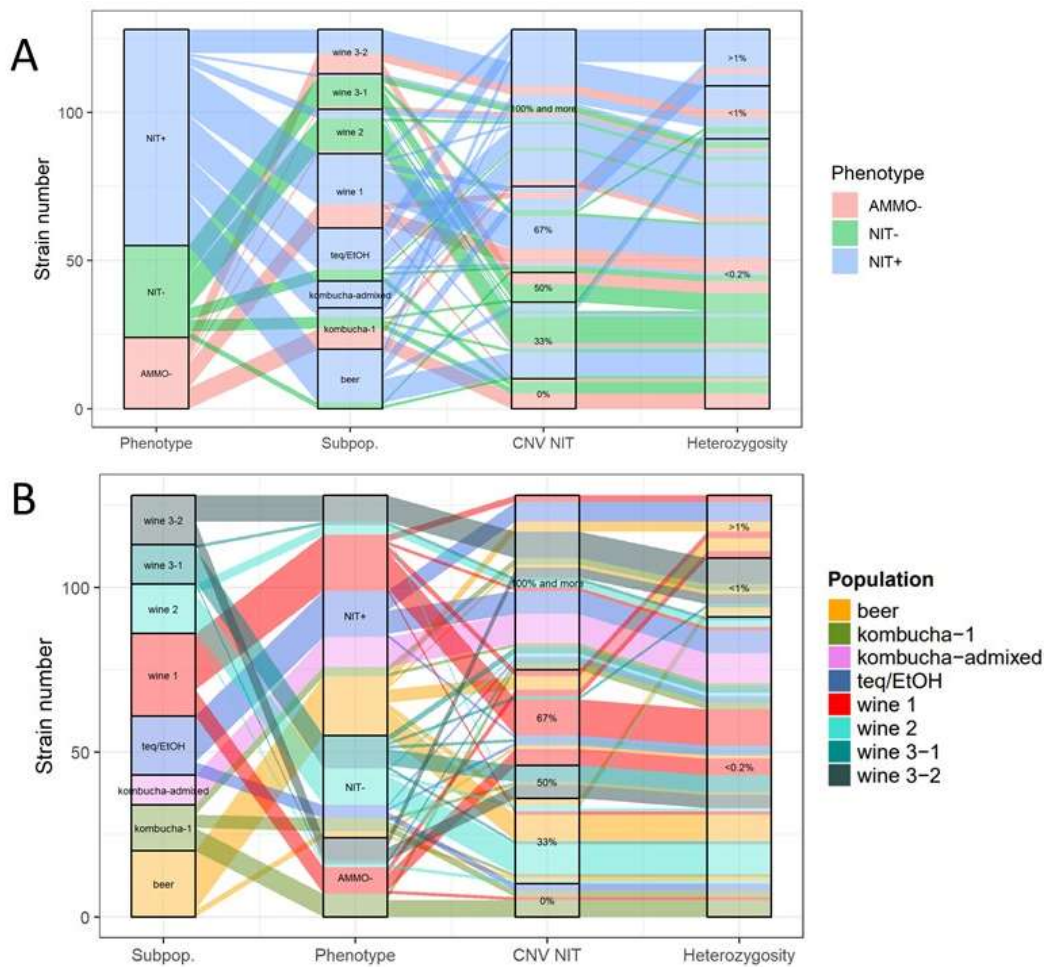 A
Strain number
100
50
0
NIT+
NIT-
AMMO-
wine 3-2
wine 3-1
wine 2
wine 1
teq/EtOH
kombucha-admixed
kombucha-1
beer
100% and more
67%
50%
33%
0%
>1%
<1%
<0.2%
Phenotype
Subpop.
CNV NIT
Heterozygosity
Phenotype
AMMO-
NIT-
NIT+
B
Strain number
100
50
0
wine 3-2
wine 3-1
wine 2
wine 1
teq/EtOH
kombucha-admixed
kombucha-1
beer
NIT+
NIT-
AMMO-
100% and more
67%
50%
33%
0%
>1%
<1%
<0.2%
Subpop.
Phenotype
CNV NIT
Heterozygosity
Population
beer
kombucha−1
kombucha−admixed
teq/EtOH
wine 1
wine 2
wine 3−1
wine 3−2